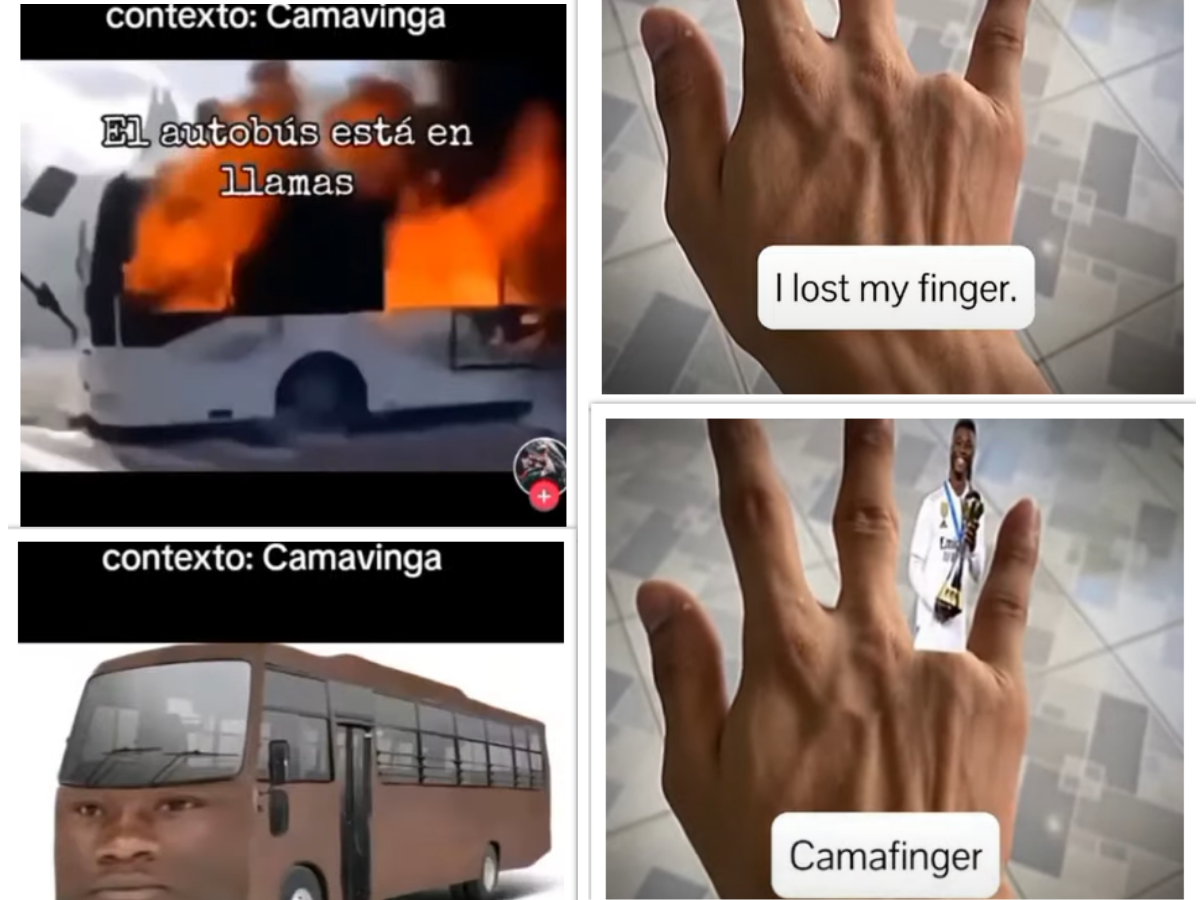 contexto: Camavinga
El autobús está en
llamas
contexto: Camavinga
I lost my finger.
Camafinger